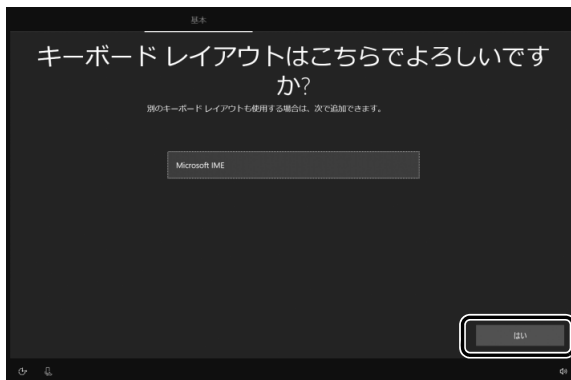 基本
キーボード レイアウトはこちらでよろしいです
か?
別のキーボード レイアウトも使用する場合は、次で追加できます。
Microsoft IME
はい